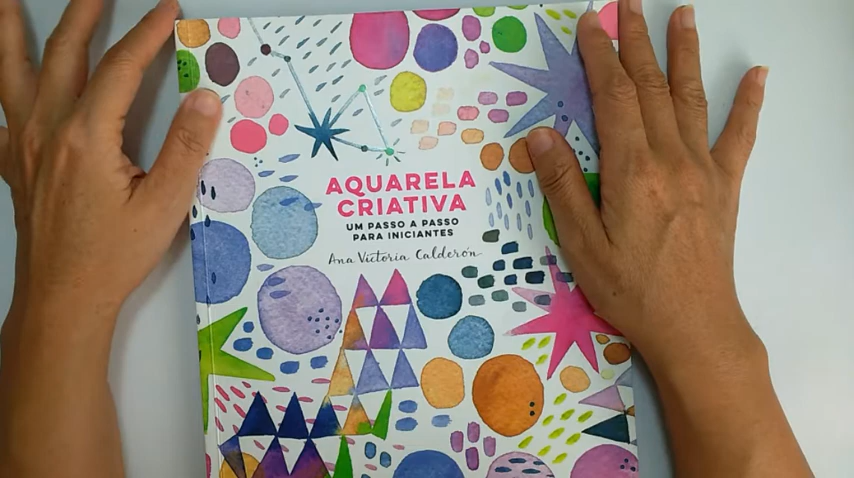 AQUARELA
CRIATIVA
UM PASSO A PASSO
PARA INICIANTES
Ana Victoria Calderón